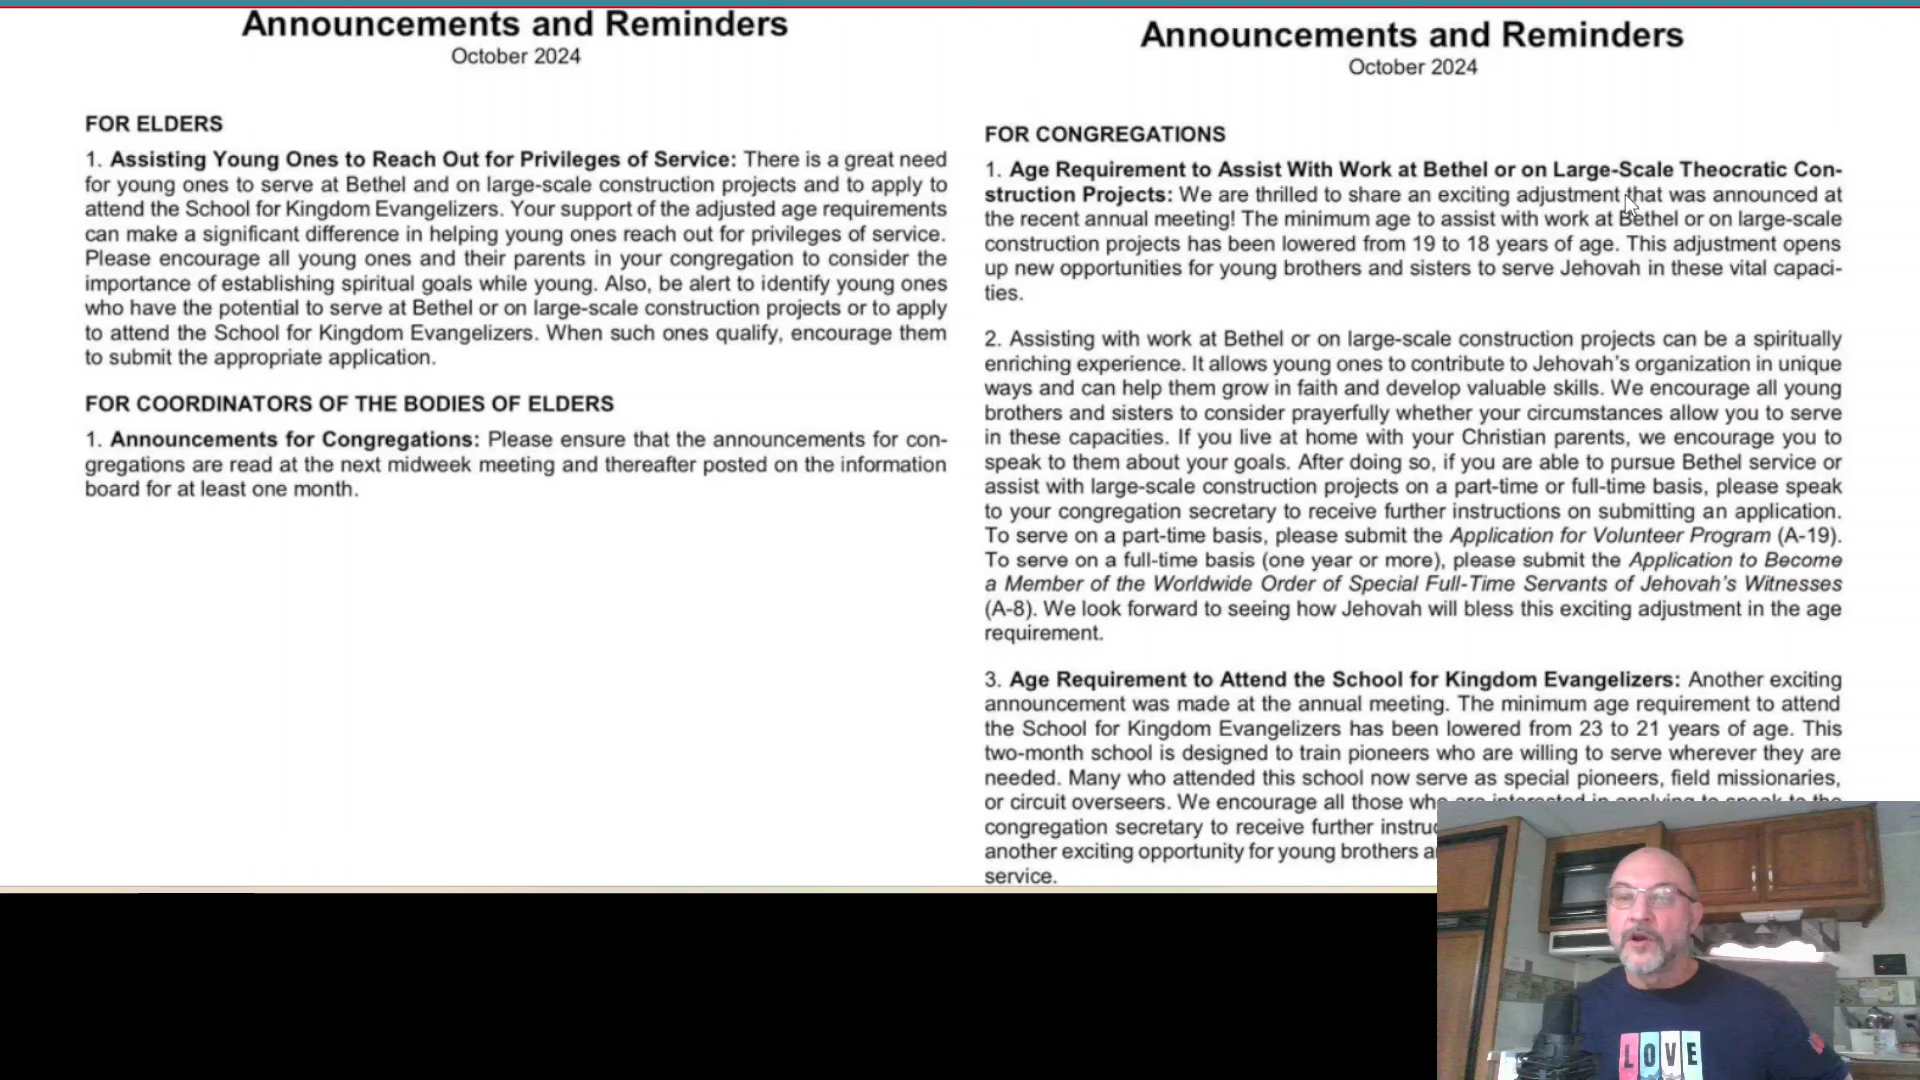 Announcements and Reminders
October 2024
FOR ELDERS
1. Assisting Young Ones to Reach Out for Privileges of Service: There is a great need
for young ones to serve at Bethel and on large-scale construction projects and to apply to
attend the School for Kingdom Evangelizers. Your support of the adjusted age requirements
can make a significant difference in helping young ones reach out for privileges of service.
Please encourage all young ones and their parents in your congregation to consider the
importance of establishing spiritual goals while young. Also, be alert to identify young ones
who have the potential to serve at Bethel or on large-scale construction projects or to apply
to attend the School for Kingdom Evangelizers. When such ones qualify, encourage them
to submit the appropriate application.
FOR COORDINATORS OF THE BODIES OF ELDERS
1. Announcements for Congregations: Please ensure that the announcements for con-
gregations are read at the next midweek meeting and thereafter posted on the information
board for at least one month.
Announcements and Reminders
October 2024
FOR CONGREGATIONS
1. Age Requirement to Assist With Work at Bethel or on Large-Scale Theocratic Con-
struction Projects: We are thrilled to share an exciting adjustment that was announced at
the recent annual meeting! The minimum age to assist with work at Bethel or on large-scale
construction projects has been lowered from 19 to 18 years of age. This adjustment opens
up new opportunities for young brothers and sisters to serve Jehovah in these vital capaci-
ties.
2. Assisting with work at Bethel or on large-scale construction projects can be a spiritually
enriching experience. It allows young ones to contribute to Jehovah's organization in unique
ways and can help them grow in faith and develop valuable skills. We encourage all young
brothers and sisters to consider prayerfully whether your circumstances allow you to serve
in these capacities. If you live at home with your Christian parents, we encourage you to
speak to them about your goals. After doing so, if you are able to pursue Bethel service or
assist with large-scale construction projects on a part-time or full-time basis, please speak
to your congregation secretary to receive further instructions on submitting an application.
To serve on a part-time basis, please submit the Application for Volunteer Program (A-19).
To serve on a full-time basis (one year or more), please submit the Application to Become
a Member of the Worldwide Order of Special Full-Time Servants of Jehovah's Witnesses
(A-8). We look forward to seeing how Jehovah will bless this exciting adjustment in the age
requirement.
3. Age Requirement to Attend the School for Kingdom Evangelizers: Another exciting
announcement was made at the annual meeting. The minimum age requirement to attend
the School for Kingdom Evangelizers has been lowered from 23 to 21 years of age. This
two-month school is designed to train pioneers who are willing to serve wherever they are
needed. Many who attended this school now serve as special pioneers, field missionaries,
or circuit overseers. We encourage all those who are interested in applying to speak to the
congregation secretary to receive further instruc
another exciting opportunity for young brothers a
service.
LOVE